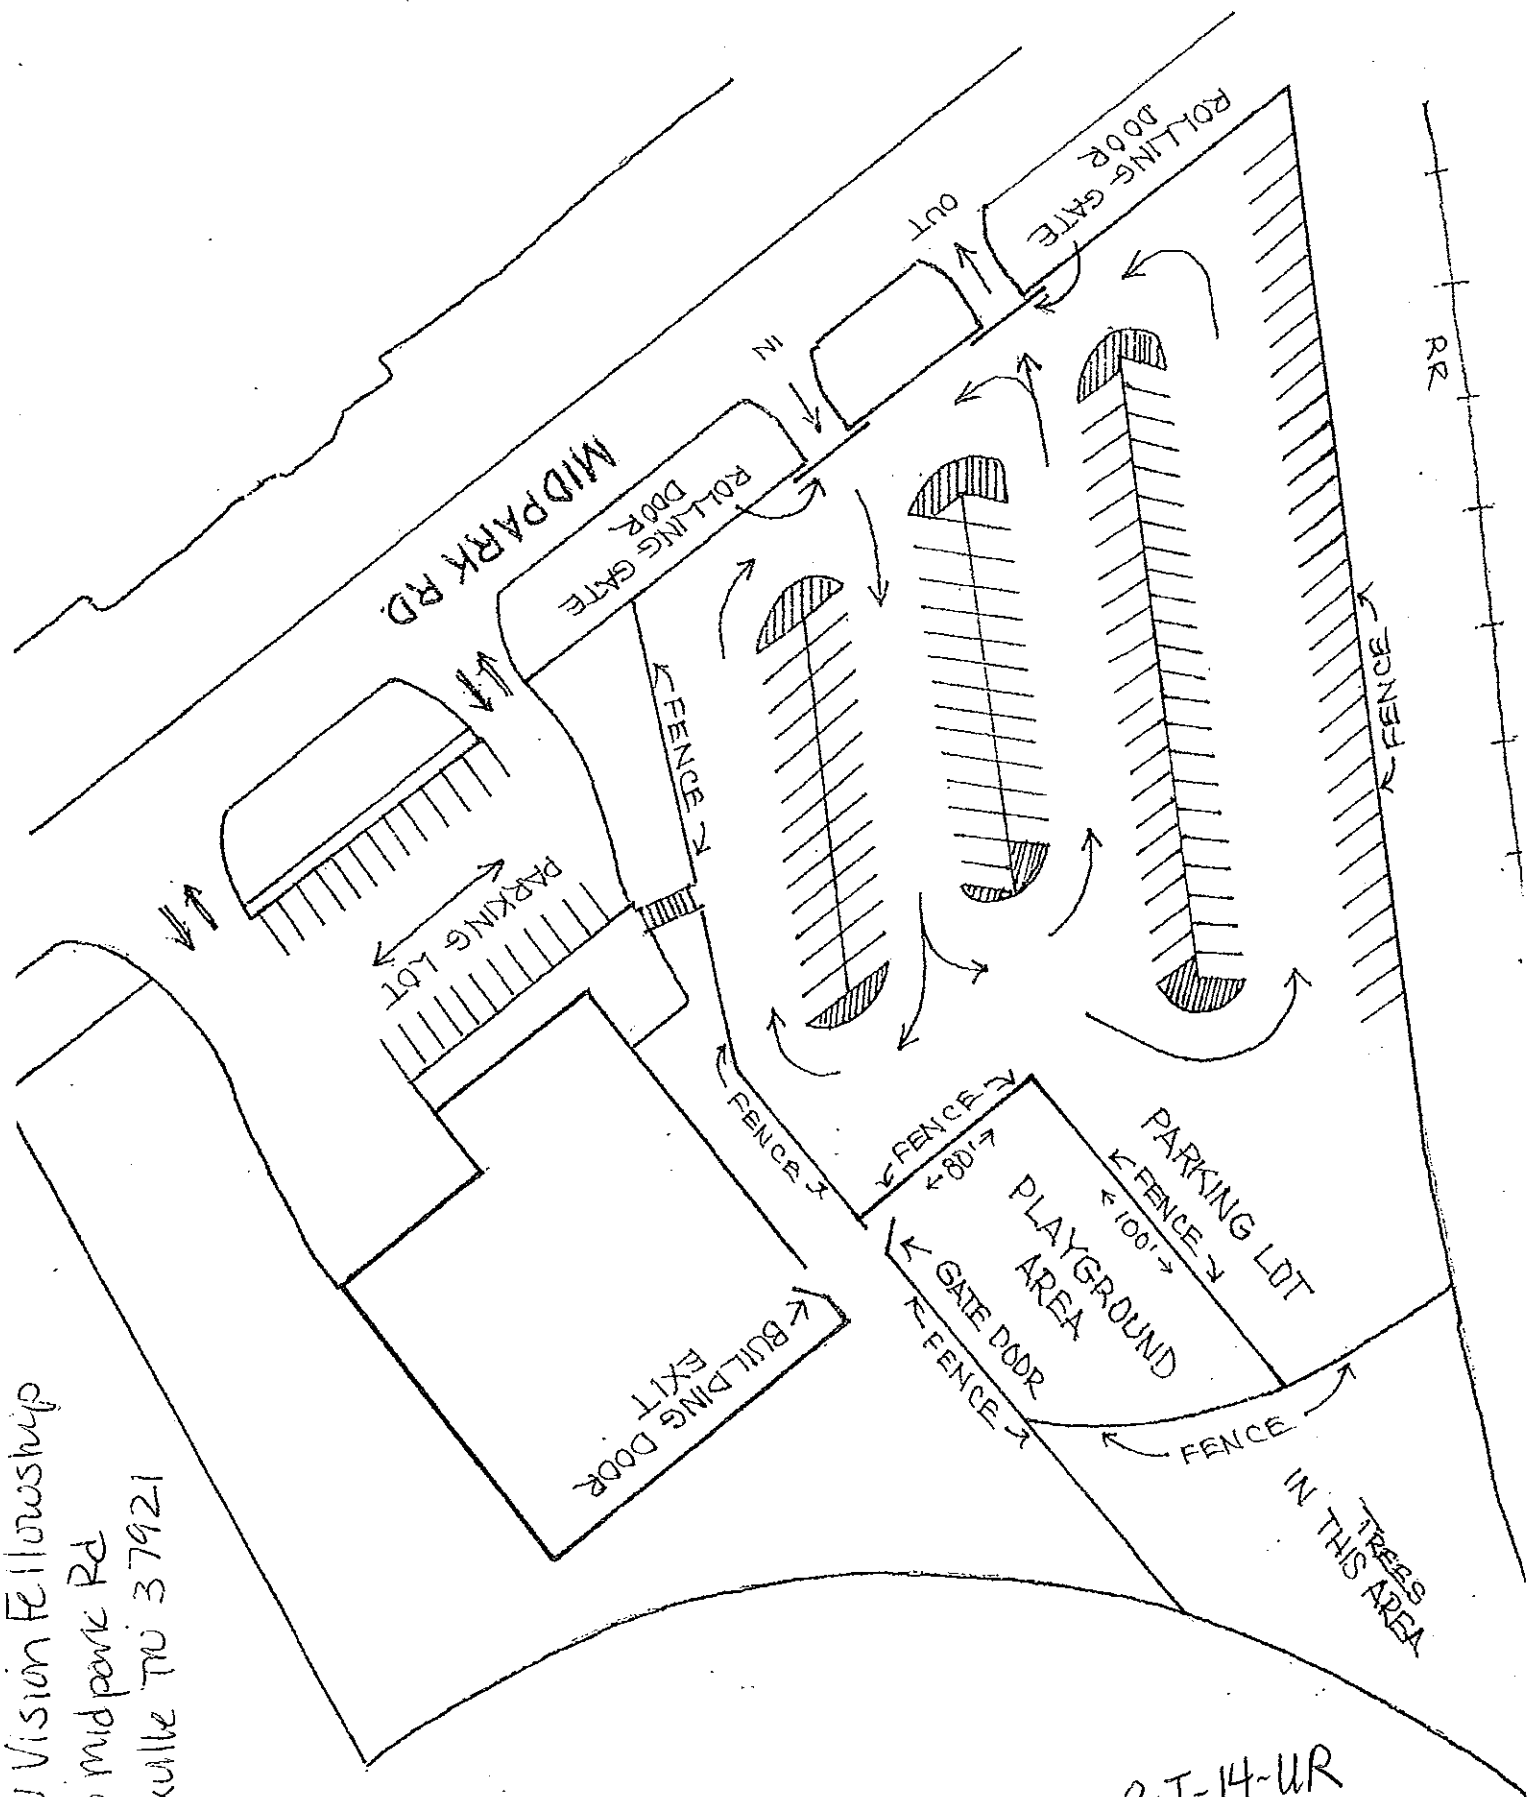 ROLLING GATE
DOOR
OUT
IN
ROLLING GATE
DOOR
MIDPARK RD.
RR
FENCE
FENCE
PARKING LOT
FENCE
FENCE
80'
PLAYGROUND
AREA
FENCE
100'
PARKING LOT
GATE DOOR
FENCE
FENCE
BUILDING DOOR
EXIT
TREES
IN THIS AREA
Vision Fellowship
midpark Rd
ville TN 37921
-14-UR